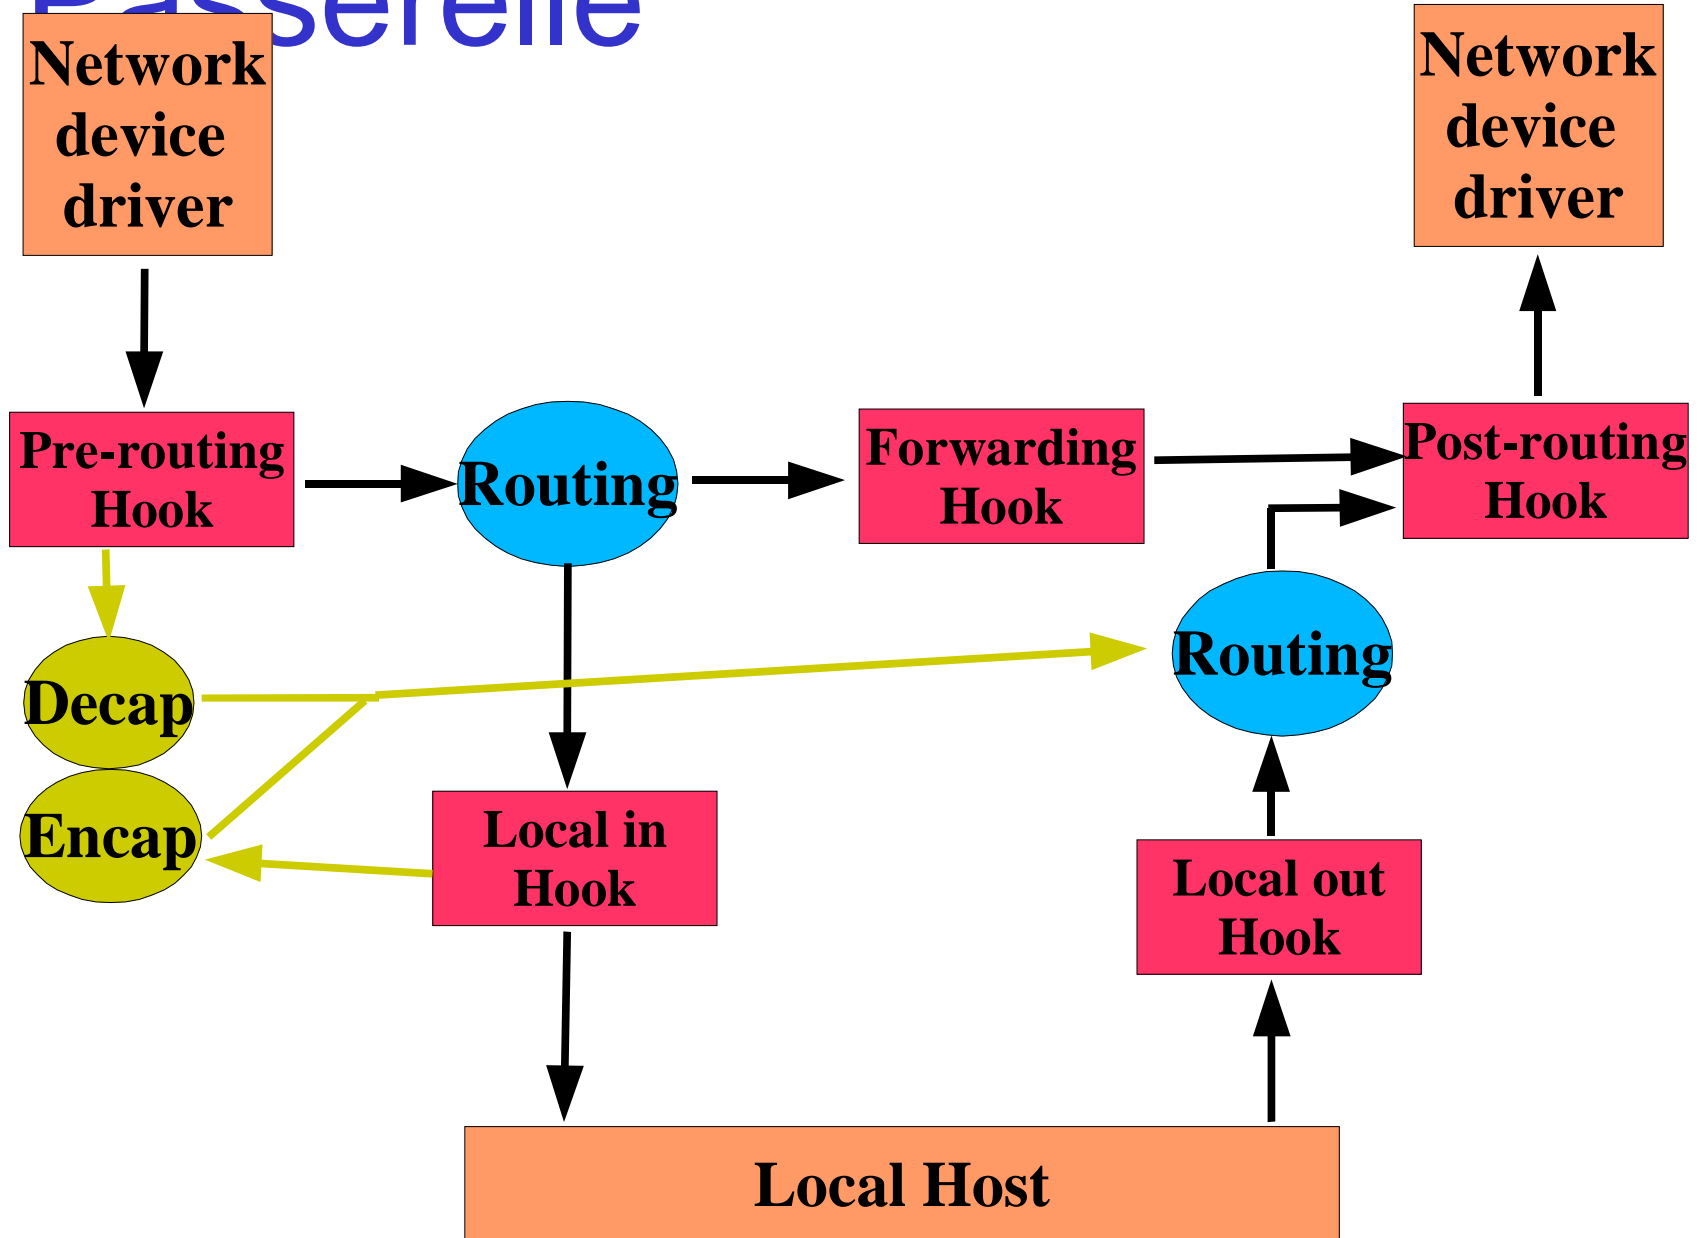 Passerelle
Network
device
driver
Network
device
driver
Pre-routing
Hook
Routing
Forwarding
Hook
Post-routing
Hook
Decap
Routing
Encap
Local in
Hook
Local out
Hook
Local Host